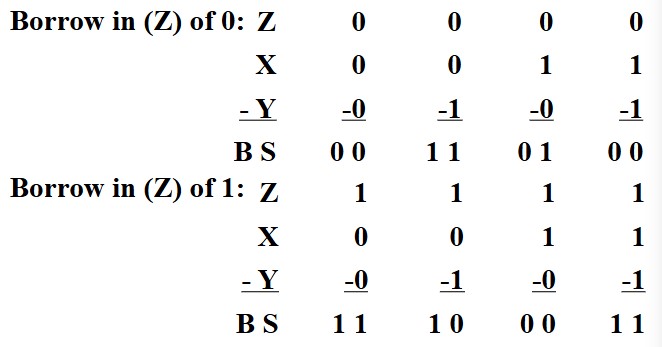 Borrow in (Z) of 0: Z 0 0 0 0
X 0 0 1 1
- Y -0 -1 -0 -1
B S 0 0 1 1 0 1 0 0
Borrow in (Z) of 1: Z 1 1 1 1
X 0 0 1 1
- Y -0 -1 -0 -1
B S 1 1 1 0 0 0 1 1